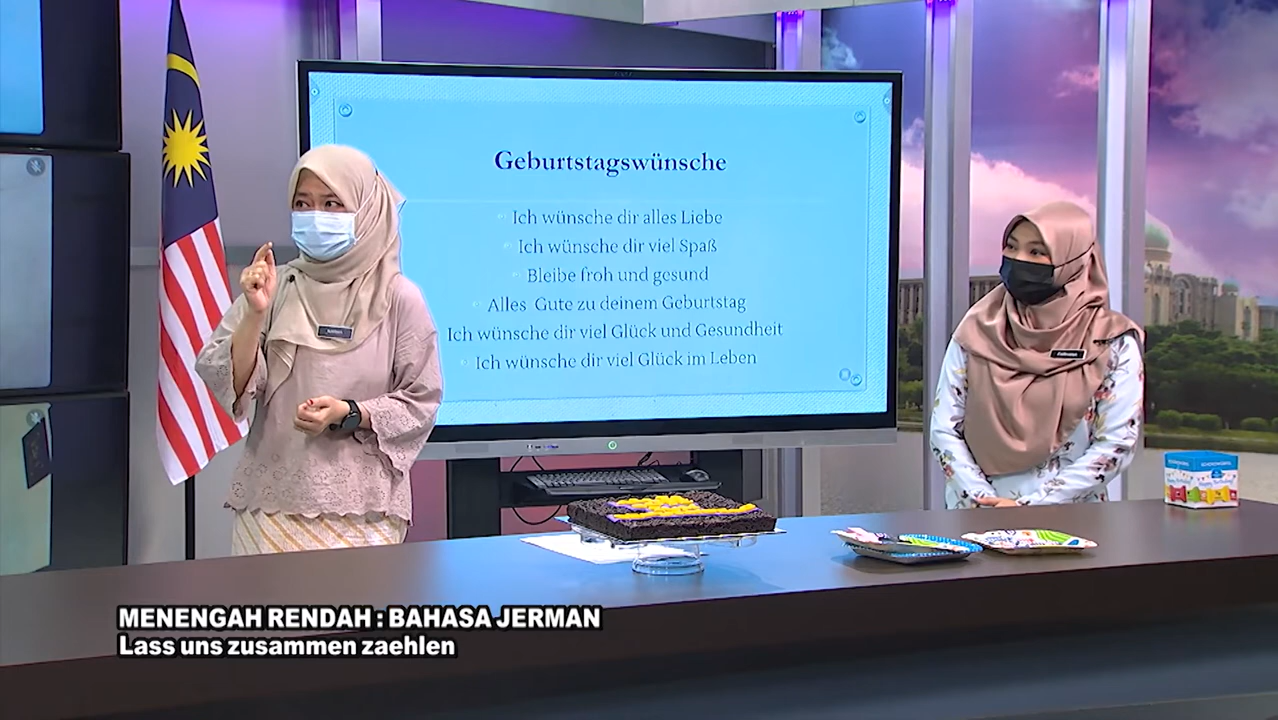 Geburtstagswünsche
Ich wünsche dir alles Liebe
Ich wünsche dir viel Spaß
Bleibe froh und gesund
Alles Gute zu deinem Geburtstag
Ich wünsche dir viel Glück und Gesundheit
Ich wünsche dir viel Glück im Leben
MENENGAH RENDAH : BAHASA JERMAN
Lass uns zusammen zaehlen